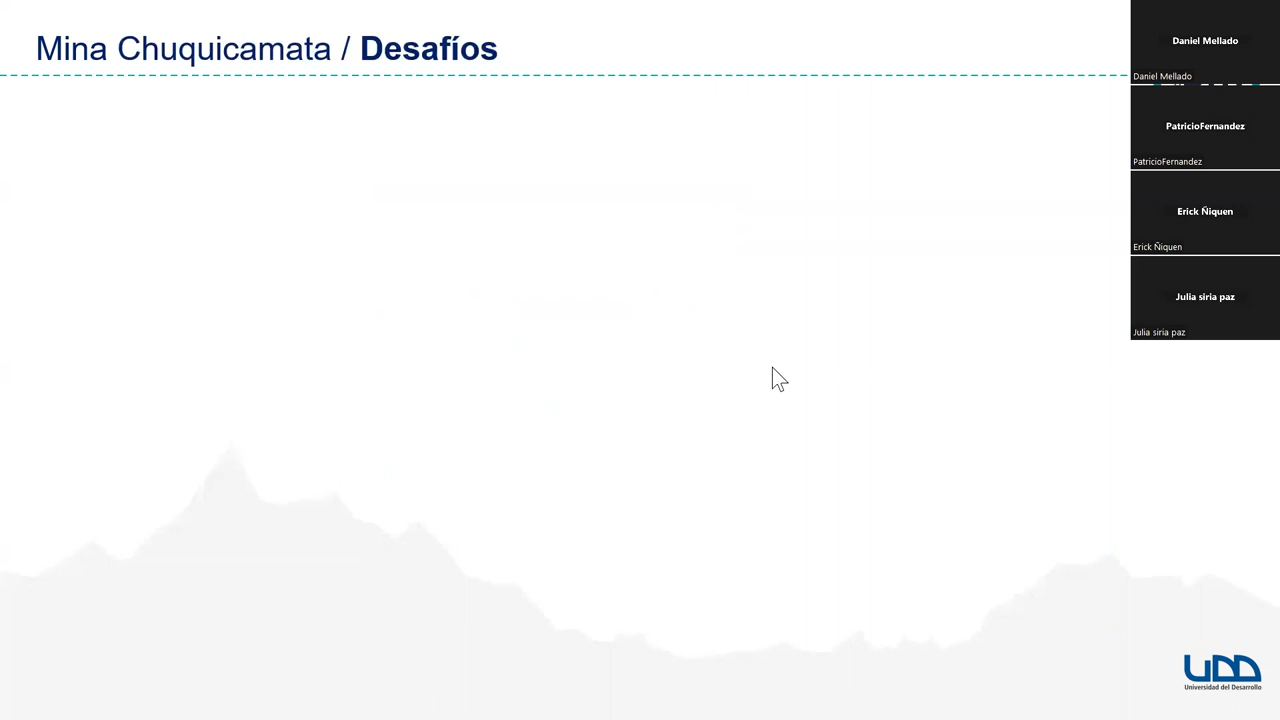 Mina Chuquicamata / Desafíos
Daniel Mellado
Daniel Mellado
PatricioFernandez
PatricioFernandez
Erick Ñiquen
Erick Ñiquen
Julia siria paz
Julia siria paz
UDD
Universidad del Desarrollo